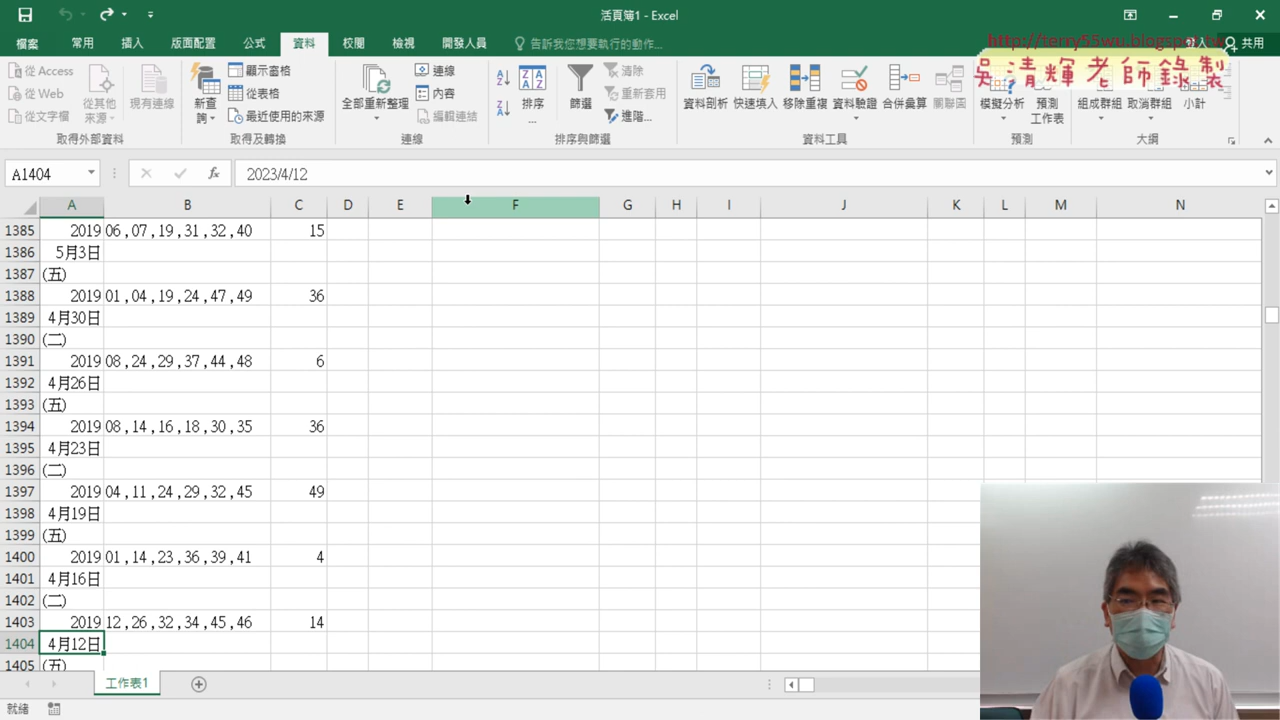 活頁簿1 - Excel
檔案 常用 插入 版面配置 公式 資料 校閱 檢視 開發人員 告訴我您想要執行的動作... 登入 共用
http://terry55wu.blogspot.tw
吳清輝老師錄製
從 Access
從 Web
從文字檔
從其他來源
現有連線
取得外部資料
新查詢
顯示查詢
從表格
最近使用的來源
取得及轉換
全部重新整理
連線
內容
編輯連結
連線
排序...
篩選
清除
重新套用
進階...
排序與篩選
資料剖析 快速填入 移除重複 資料驗證 合併彙算 關聯圖
資料工具
模擬分析 預測工作表
預測
組成群組 取消群組 小計
大綱
A1404 fx 2023/4/12
A B C D E F G H I J K L M N
1385 2019 06 ,07 ,19 ,31 ,32 ,40 15
1386 5月3日
1387 (五)
1388 2019 01 ,04 ,19 ,24 ,47 ,49 36
1389 4月30日
1390 (二)
1391 2019 08 ,24 ,29 ,37 ,44 ,48 6
1392 4月26日
1393 (五)
1394 2019 08 ,14 ,16 ,18 ,30 ,35 36
1395 4月23日
1396 (二)
1397 2019 04 ,11 ,24 ,29 ,32 ,45 49
1398 4月19日
1399 (五)
1400 2019 01 ,14 ,23 ,36 ,39 ,41 4
1401 4月16日
1402 (二)
1403 2019 12 ,26 ,32 ,34 ,45 ,46 14
1404 4月12日
1405 (五)
工作表1
就緒